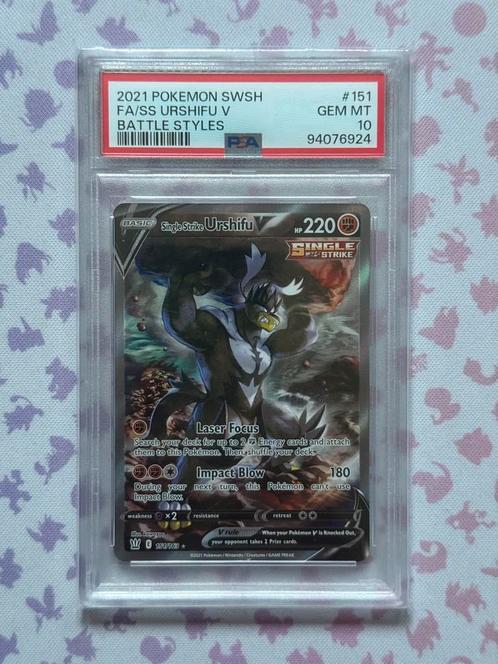 2021 POKEMON SWSH #151
FA/SS URSHIFU V GEM MT
BATTLE STYLES 10
PSA 94076924
BASIC Single Strike Urshifu HP 220
SINGLE
STRIKE
Laser Focus
Search your deck for up to 2 Energy cards and attach
them to this Pokémon. Then, shuffle your deck.
Impact Blow 180
During your next turn, this Pokémon can't use
Impact Blow.
weakness ×2 resistance retreat
V rule When your Pokémon V is Knocked Out,
your opponent takes 2 Prize cards.
151/163
©2021 Pokémon / Nintendo / Creatures / GAME FREAK